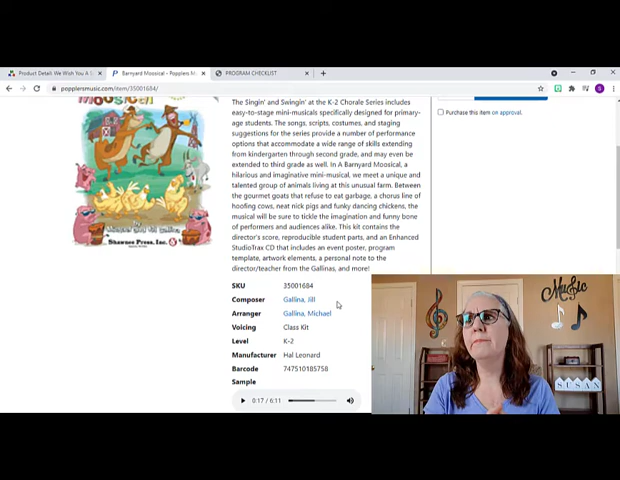 Product Detail: We Wish You A S
Barnyard Moosical - Popplers M
PROGRAM CHECKLIST
popplersmusic.com/item/35001684/
Moosical
The Singin' and Swingin' at the K-2 Chorale Series includes
easy-to-stage mini-musicals specifically designed for primary-
age students. The songs, scripts, costumes, and staging
suggestions for the series provide a number of performance
options that accommodate a wide range of skills extending
from kindergarten through second grade, and may even be
extended to third grade as well. In A Barnyard Moosical, a
hilarious and imaginative mini-musical, we meet a unique and
talented group of animals living at this unusual farm. Between
the gourmet goats that refuse to eat garbage, a chorus line of
hoofing cows, neat nick pigs and funky dancing chickens, the
musical will be sure to tickle the imagination and funny bone
of performers and audiences alike. This kit contains the
director's score, reproducible student parts, and an Enhanced
StudioTrax CD that includes an event poster, program
template, artwork elements, a personal note to the
director/teacher from the Gallinas, and more!
Purchase this item on approval.
Shawnee Press, Inc.
SKU 35001684
Composer Gallina, Jill
Arranger Gallina, Michael
Voicing Class Kit
Level K-2
Manufacturer Hal Leonard
Barcode 747510185758
Sample
0:17 / 6:11
Music
SUSAN